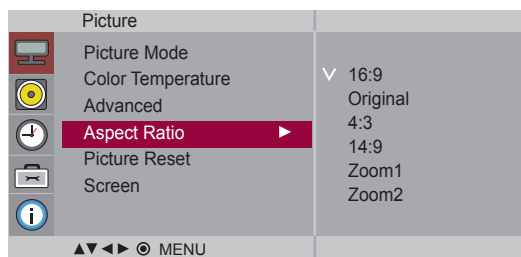 Picture
Picture Mode
Color Temperature
Advanced
Aspect Ratio
Picture Reset
Screen
16:9
Original
4:3
14:9
Zoom1
Zoom2
MENU